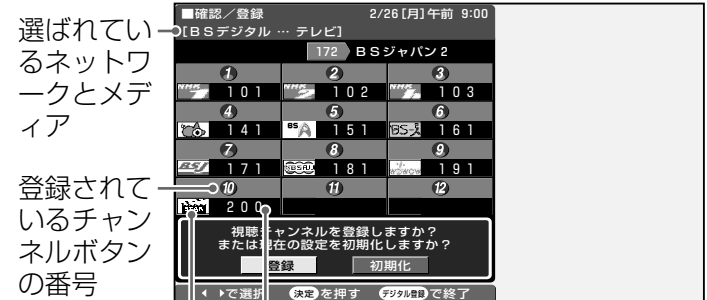 選ばれてい
るネットワ
ークとメデ
ィア
登録されて
いるチャン
ネルボタン
の番号
■確認／登録 2/26[月]午前 9:00
[ＢＳデジタル … テレビ]
172 ＢＳジャパン２
1 2 3
NHK 101 NHK 102 NHK 103
4 5 6
141 BS A 151 BS-i 161
7 8 9
BSJ 171 181 WOWOW 191
10 11 12
200
視聴チャンネルを登録しますか？
または現在の設定を初期化しますか？
登録 初期化
で選択 決定を押す デジタル登録で終了